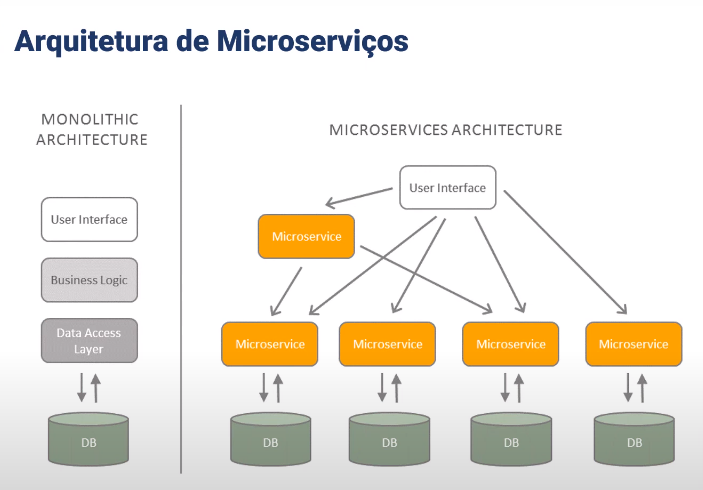 Arquitetura de Microserviços
MONOLITHIC
ARCHITECTURE
User Interface
Business Logic
Data Access
Layer
DB
MICROSERVICES ARCHITECTURE
User Interface
Microservice
Microservice
Microservice
Microservice
Microservice
DB
DB
DB
DB